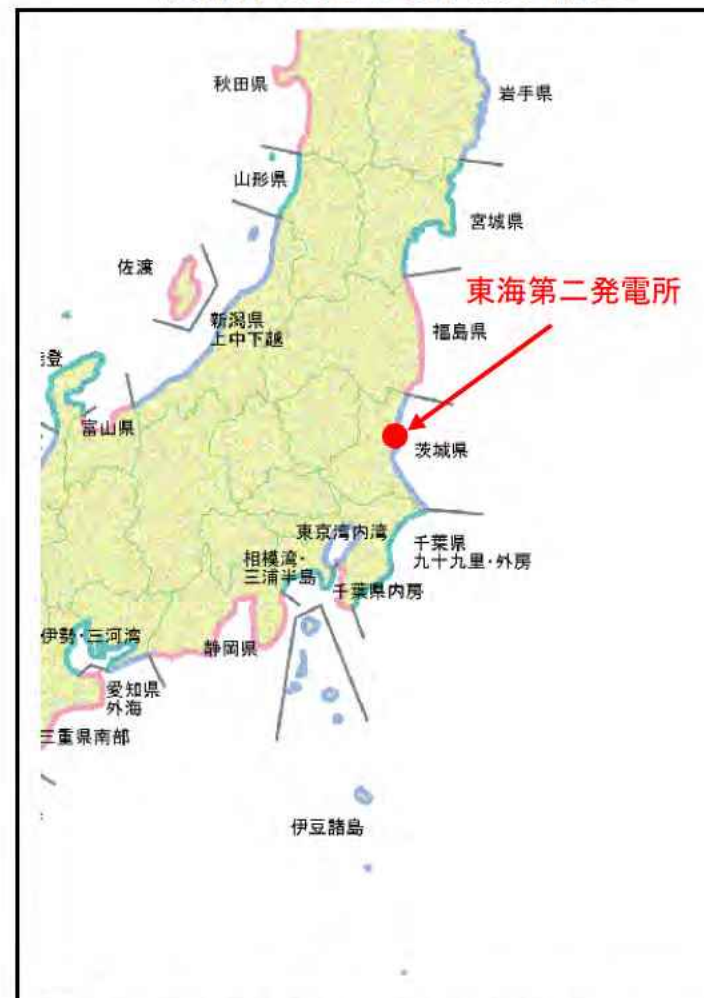 秋田県
岩手県
山形県
宮城県
佐渡
東海第二発電所
新潟県
上中下越
福島県
能登
富山県
茨城県
東京湾内湾
相模湾・
三浦半島
千葉県
九十九里・外房
千葉県内房
伊勢・三河湾
静岡県
愛知県
外海
三重県南部
伊豆諸島